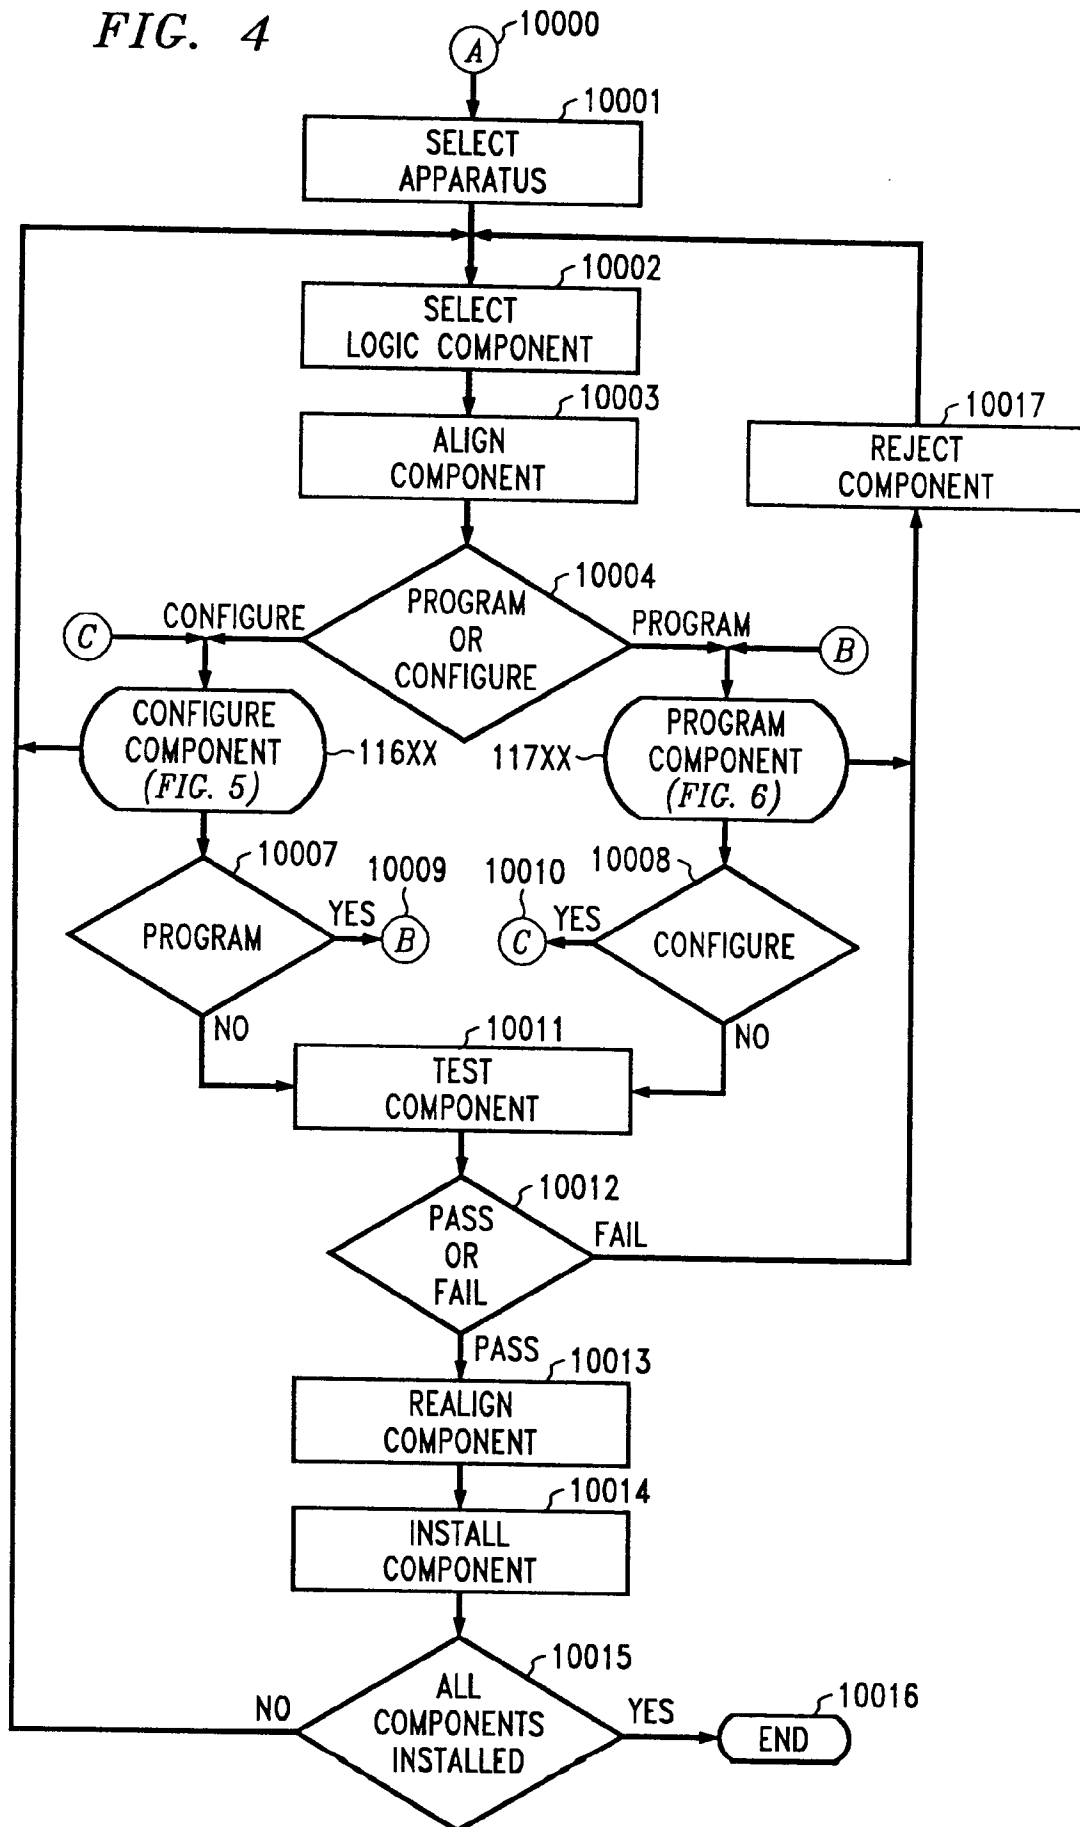 FIG. 4
10000
A
10001
SELECT
APPARATUS
10002
SELECT
LOGIC COMPONENT
10003
ALIGN
COMPONENT
10017
REJECT
COMPONENT
10004
PROGRAM
OR
CONFIGURE
CONFIGURE
PROGRAM
C
B
CONFIGURE
COMPONENT
(FIG. 5)
116XX
117XX
PROGRAM
COMPONENT
(FIG. 6)
10007
PROGRAM
YES
10009
B
10010
C
YES
10008
CONFIGURE
NO
NO
10011
TEST
COMPONENT
10012
PASS
OR
FAIL
FAIL
PASS
10013
REALIGN
COMPONENT
10014
INSTALL
COMPONENT
10015
ALL
COMPONENTS
INSTALLED
NO
YES
10016
END